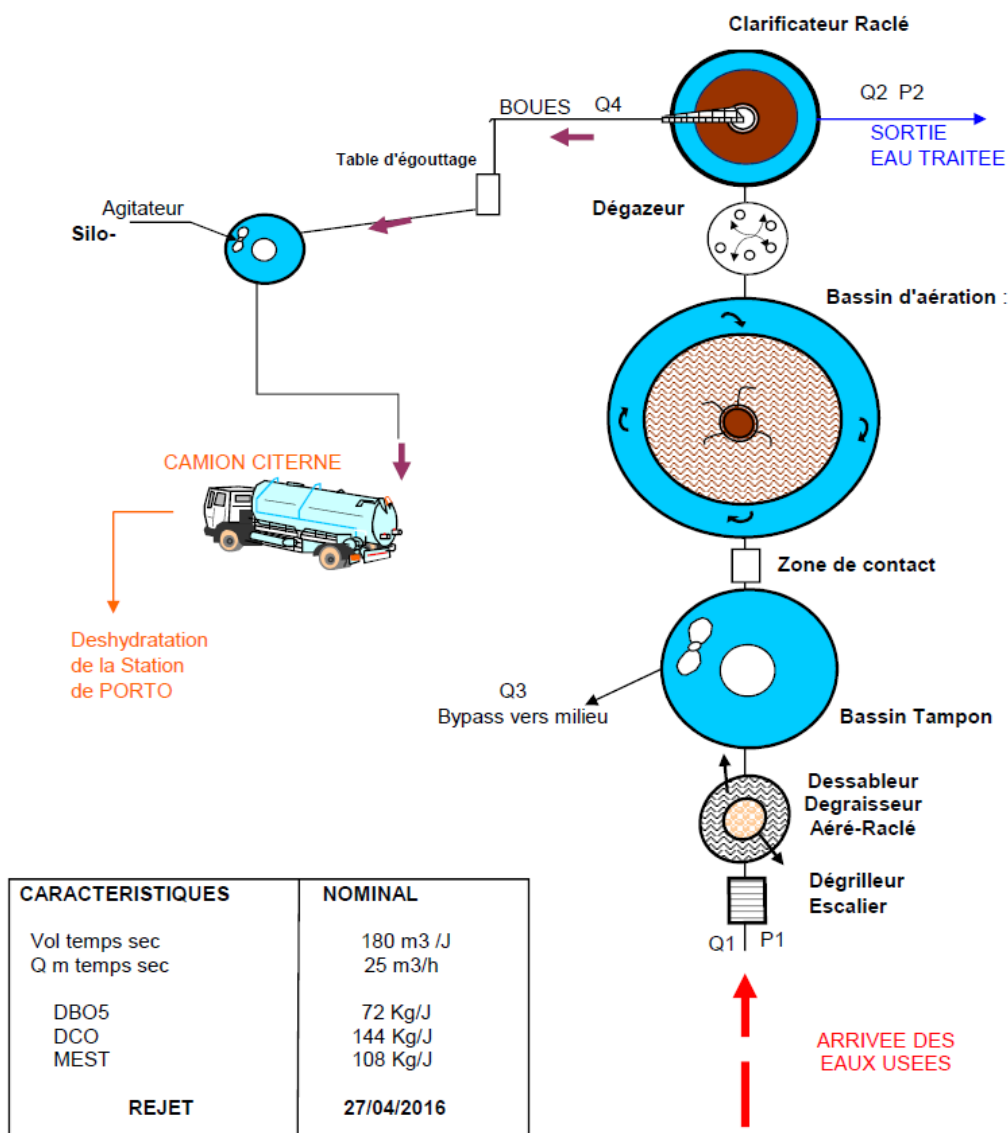 Clarificateur Raclé
Q2 P2
SORTIE
EAU TRAITEE
BOUES Q4
Table d'égouttage
Dégazeur
Agitateur
Silo-
Bassin d'aération :
CAMION CITERNE
Zone de contact
Deshydratation
de la Station
de PORTO
Q3
Bypass vers milieu
Bassin Tampon
Dessableur
Degraisseur
Aéré-Raclé
Dégrilleur
Escalier
Q1 P1
ARRIVEE DES
EAUX USEES
CARACTERISTIQUES NOMINAL
Vol temps sec 180 m3 /J
Q m temps sec 25 m3/h
DBO5 72 Kg/J
DCO 144 Kg/J
MEST 108 Kg/J
REJET 27/04/2016